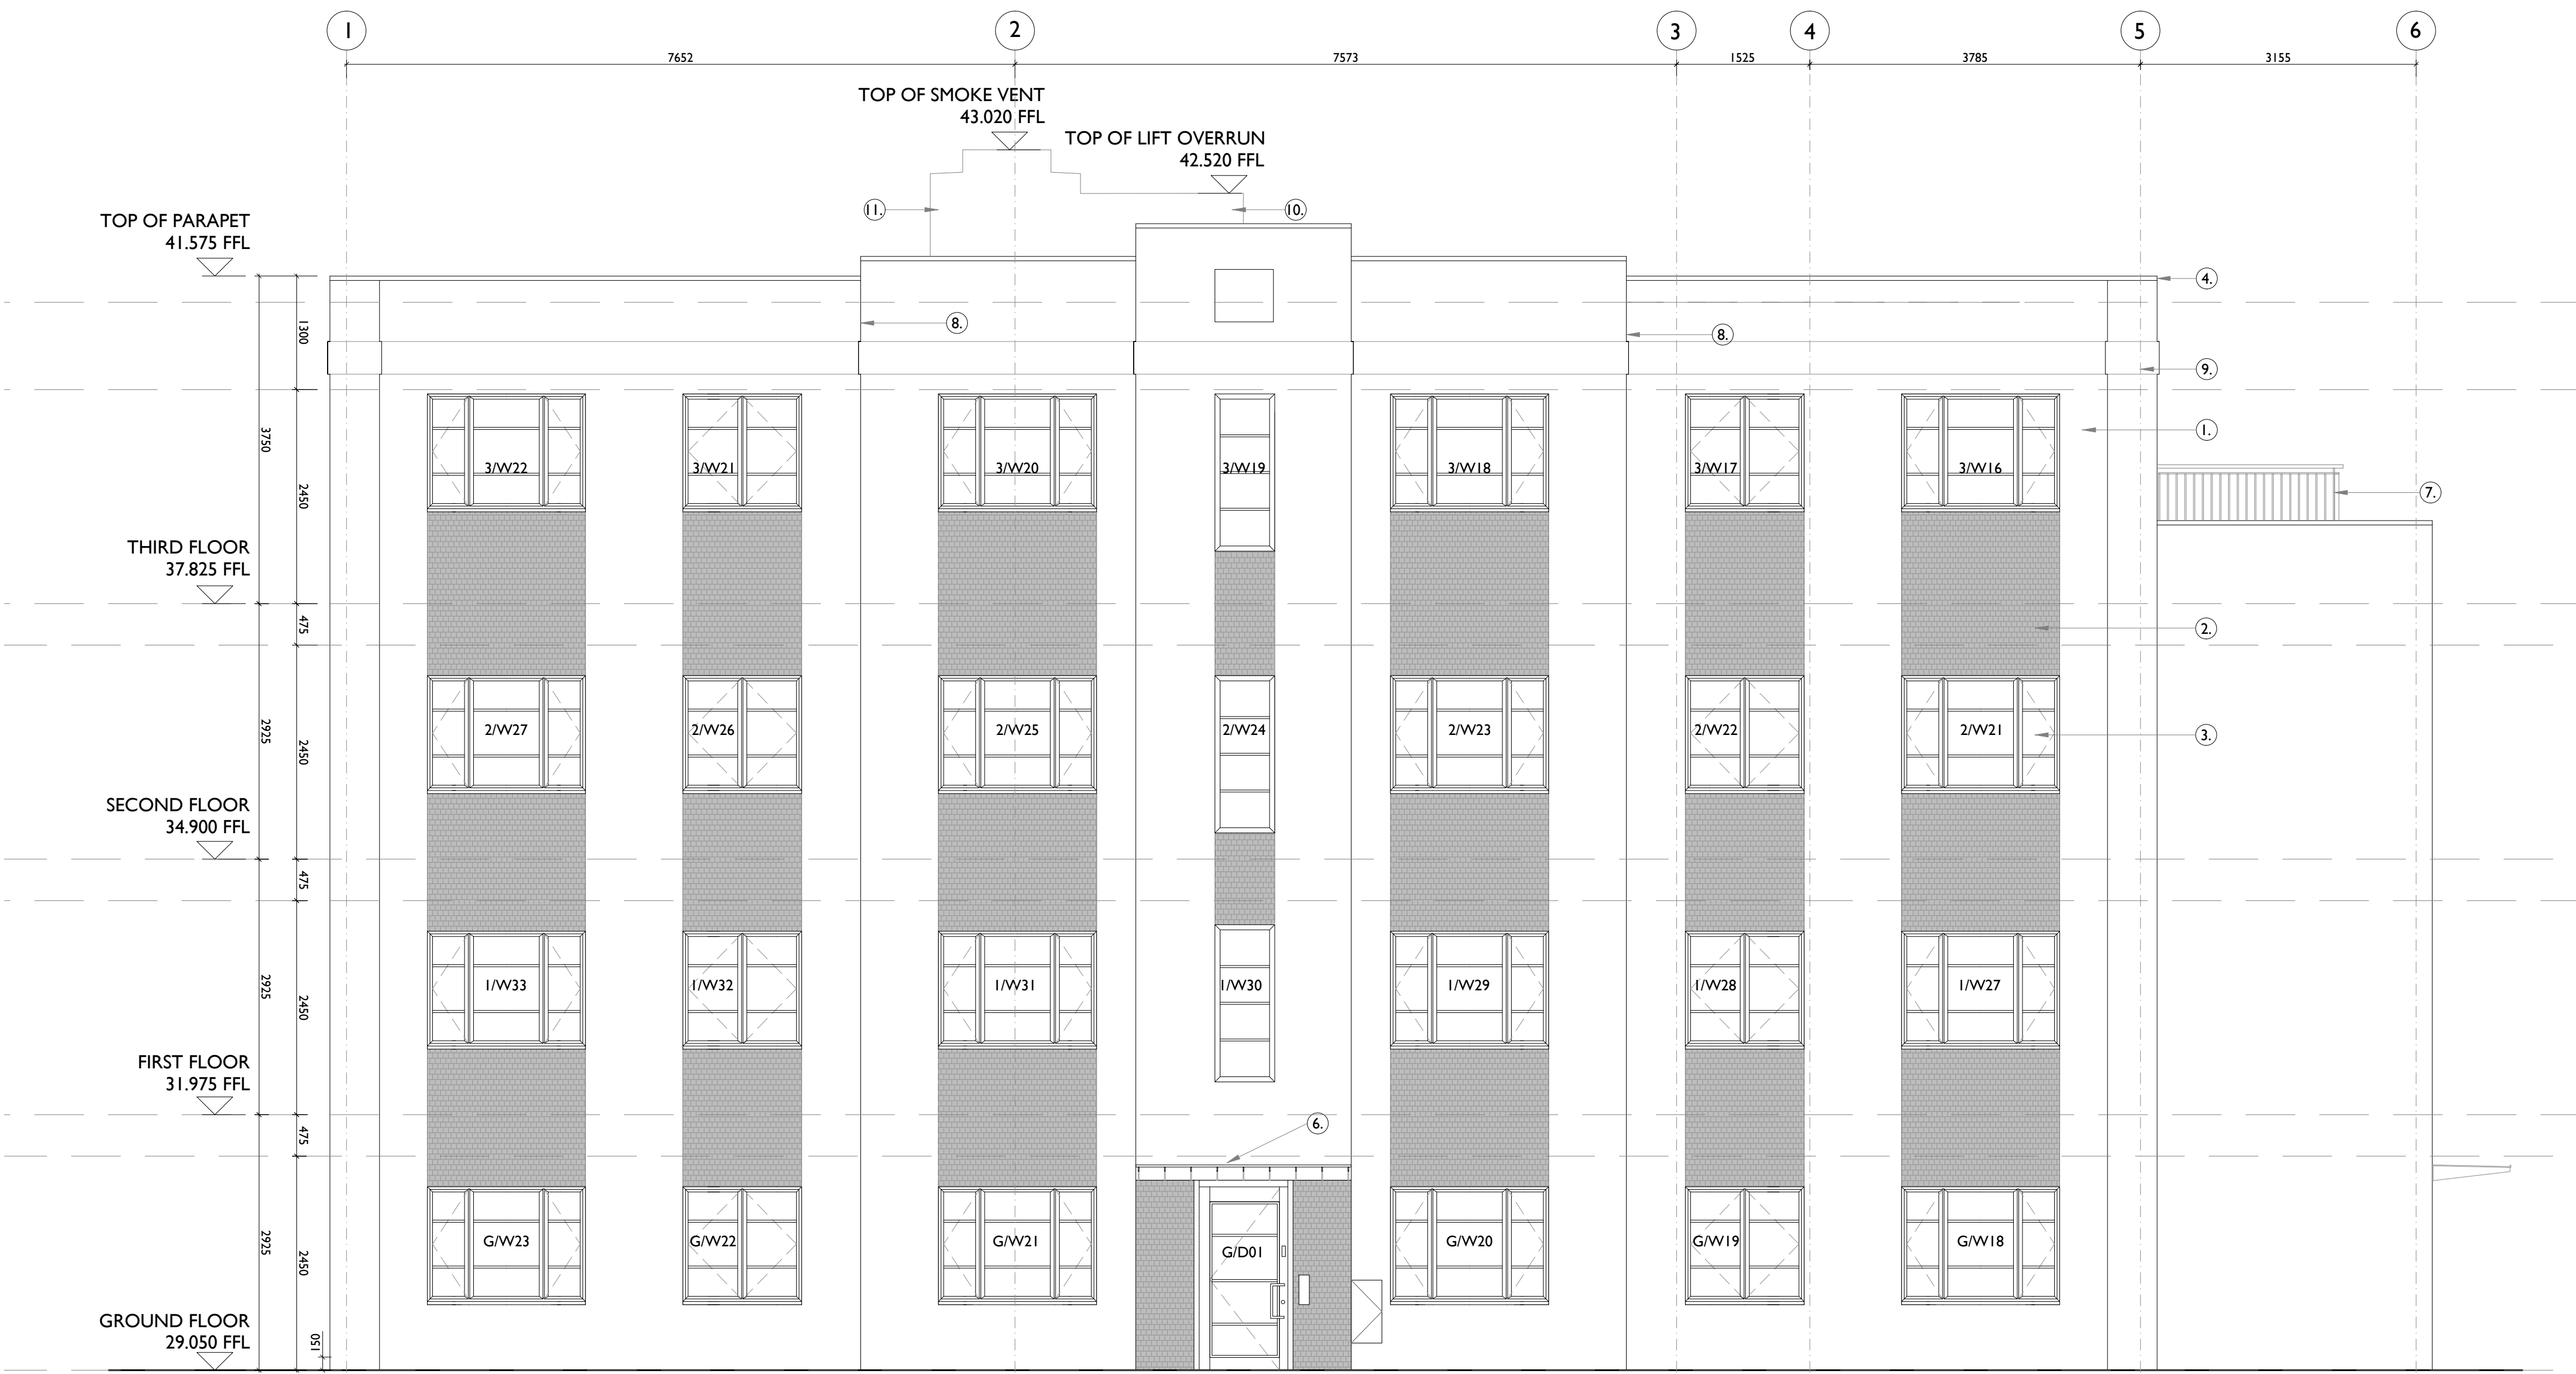 1 2 3 4 5 6
7652 7573 1525 3785 3155
TOP OF SMOKE VENT
43.020 FFL
TOP OF LIFT OVERRUN
42.520 FFL
11. 10.
TOP OF PARAPET
41.575 FFL
4.
8. 8.
1300
9.
1.
3750
3/W22 3/W21 3/W20 3/W19 3/W18 3/W17 3/W16
2450
7.
THIRD FLOOR
37.825 FFL
475
2.
2/W27 2/W26 2/W25 2/W24 2/W23 2/W22 2/W21
3.
2925
2450
SECOND FLOOR
34.900 FFL
475
1/W33 1/W32 1/W31 1/W30 1/W29 1/W28 1/W27
2925
2450
FIRST FLOOR
31.975 FFL
6.
475
G/W23 G/W22 G/W21 G/D01 G/W20 G/W19 G/W18
2925
2450
GROUND FLOOR
29.050 FFL
150